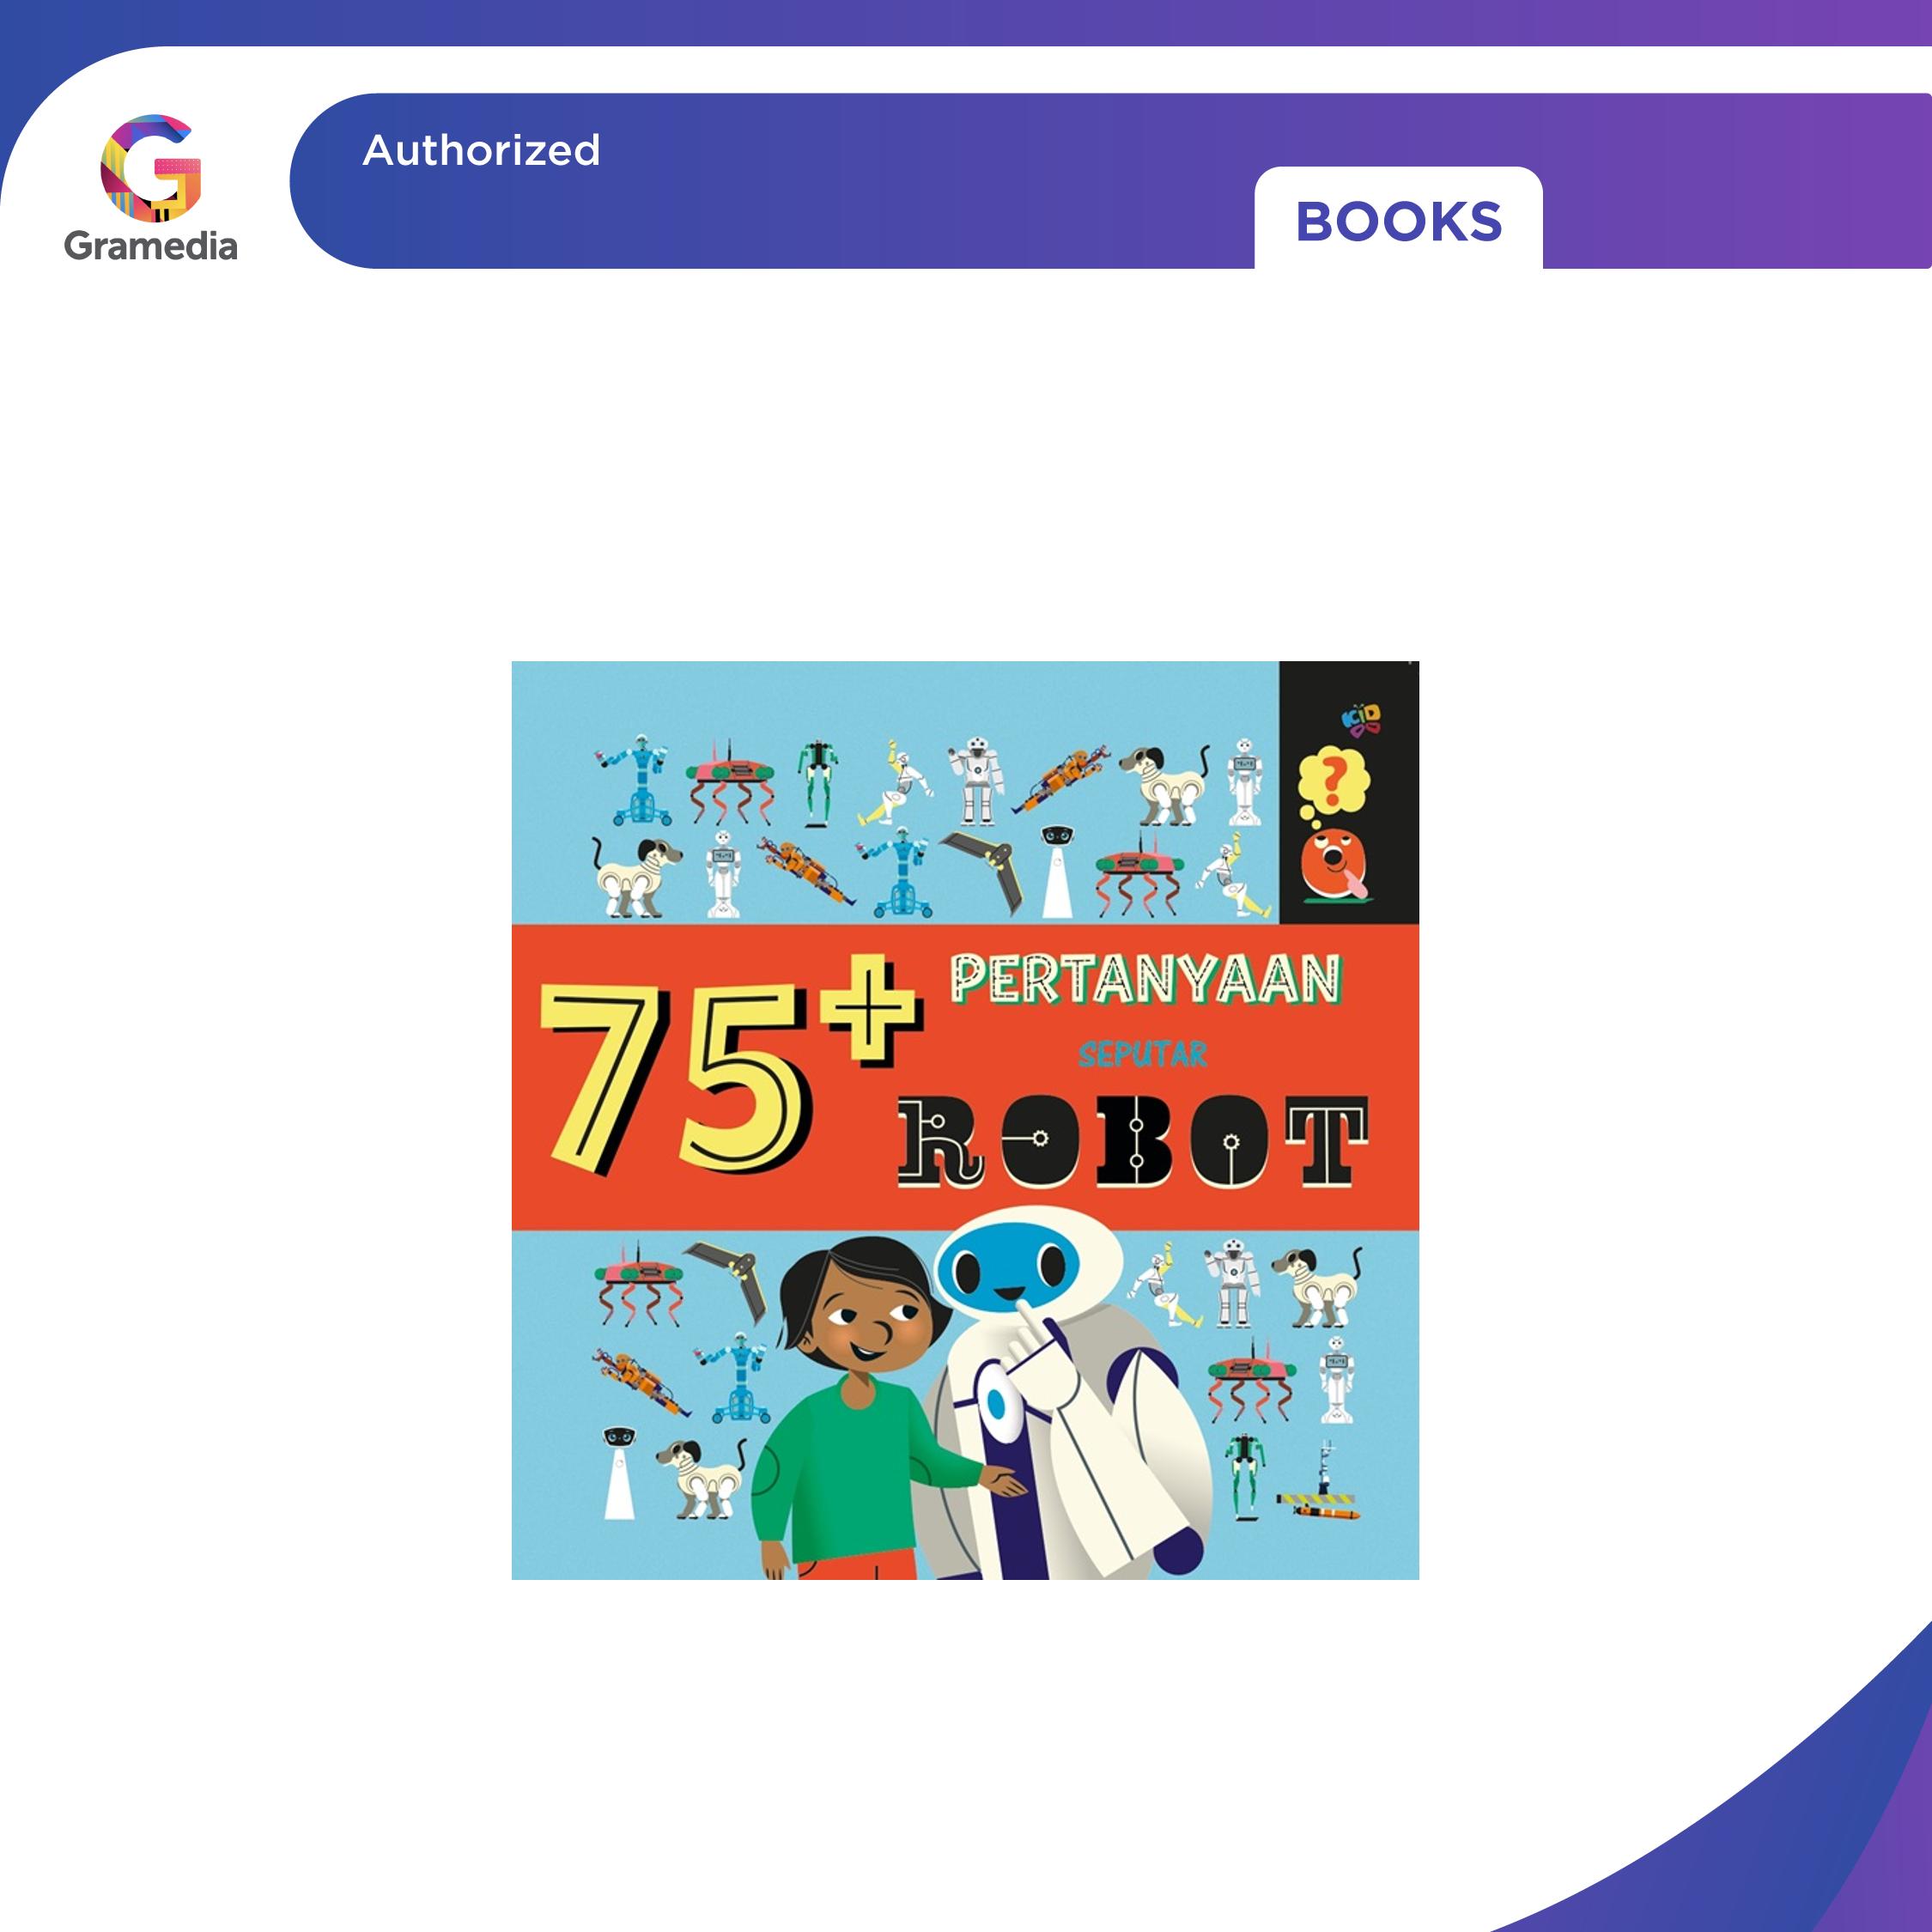 Authorized
BOOKS
Gramedia
KiD
?
75+
PERTANYAAN
SEPUTAR
ROBOT